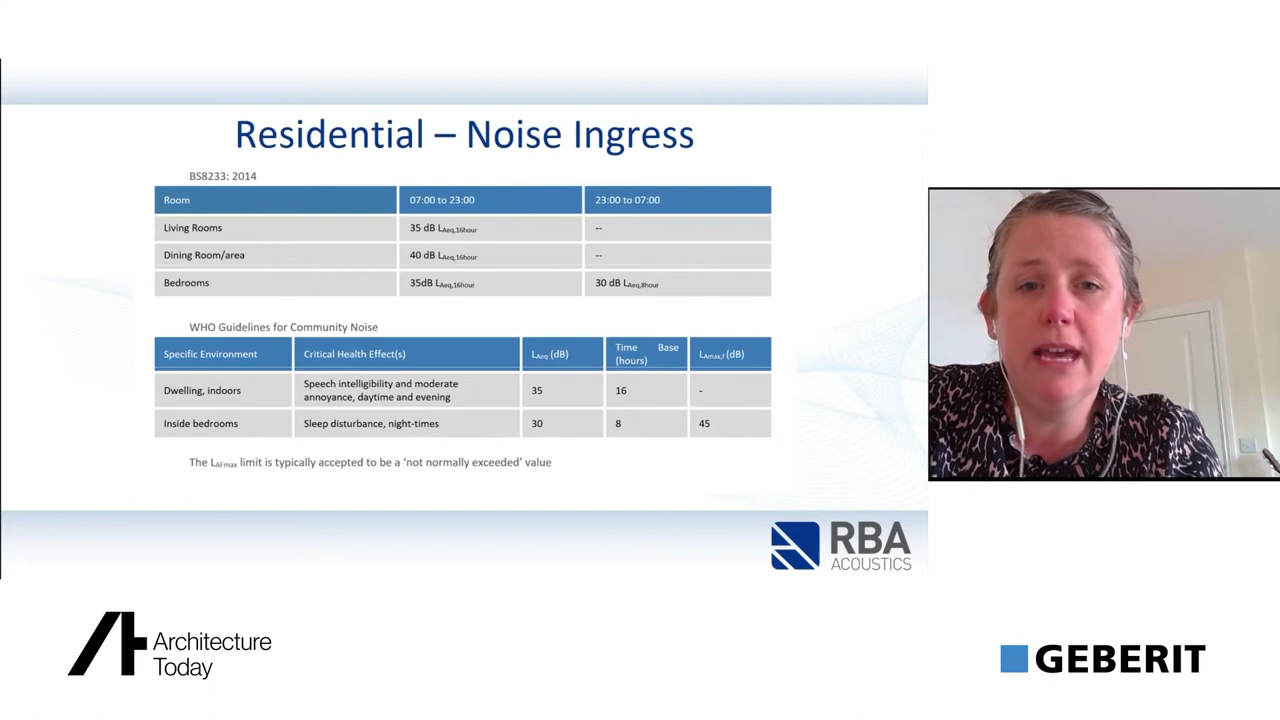 Residential – Noise Ingress
BS8233: 2014
Room 07:00 to 23:00 23:00 to 07:00
Living Rooms 35 dB LAeq,16hour --
Dining Room/area 40 dB LAeq,16hour --
Bedrooms 35dB LAeq,16hour 30 dB LAeq,8hour
WHO Guidelines for Community Noise
Specific Environment Critical Health Effect(s) LAeq (dB) Time Base (hours) LAmax,f (dB)
Dwelling, indoors Speech intelligibility and moderate annoyance, daytime and evening 35 16 -
Inside bedrooms Sleep disturbance, night-times 30 8 45
The LAFmax limit is typically accepted to be a ‘not normally exceeded’ value
RBA
ACOUSTICS
Architecture
Today
GEBERIT